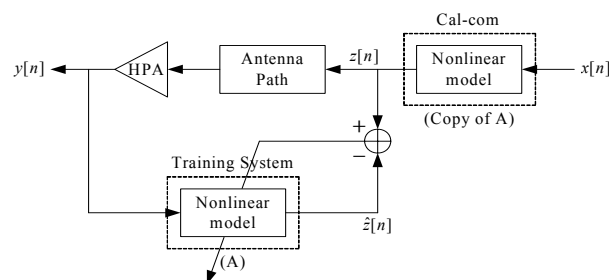 Cal-com
y[n]
HPA
Antenna
Path
z[n]
Nonlinear
model
x[n]
(Copy of A)
+
−
Training System
Nonlinear
model
ẑ[n]
(A)